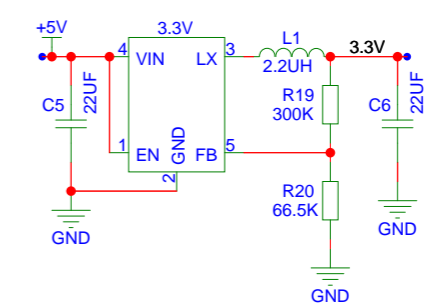 +5V
3.3V
L1
4
VIN
LX
3
3.3V
2.2UH
C5
22UF
R19
300K
C6
22UF
1
EN
GND
FB
5
2
R20
66.5K
GND
GND
GND